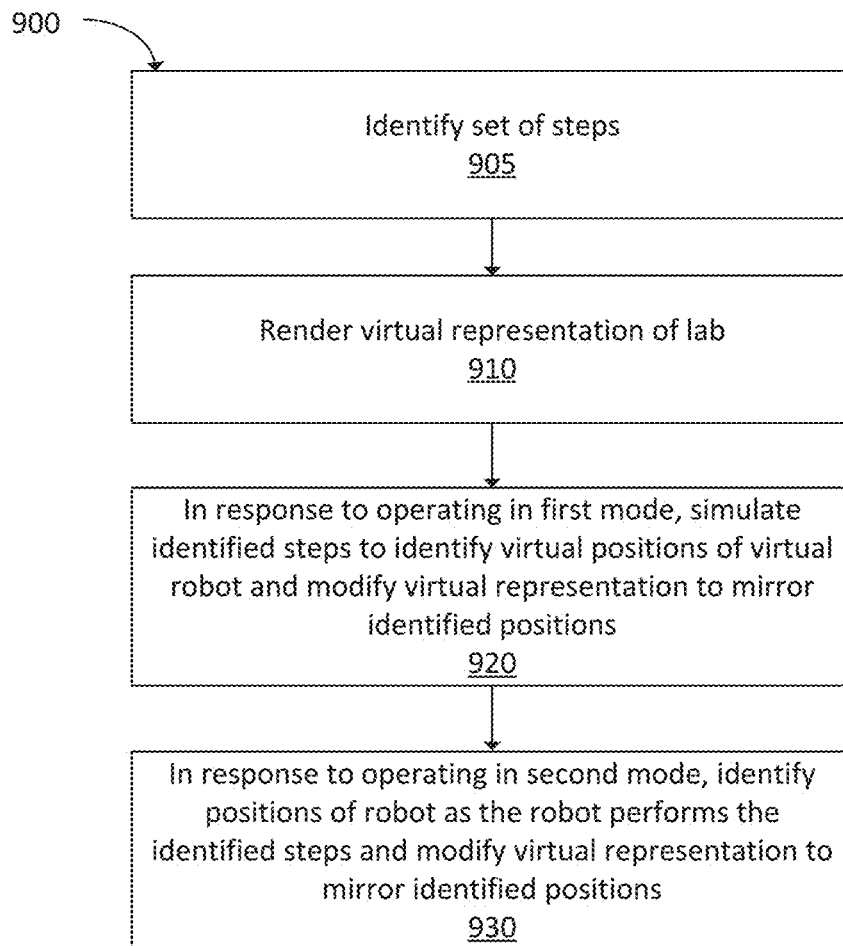 900
Identify set of steps
905
Render virtual representation of lab
910
In response to operating in first mode, simulate
identified steps to identify virtual positions of virtual
robot and modify virtual representation to mirror
identified positions
920
In response to operating in second mode, identify
positions of robot as the robot performs the
identified steps and modify virtual representation to
mirror identified positions
930